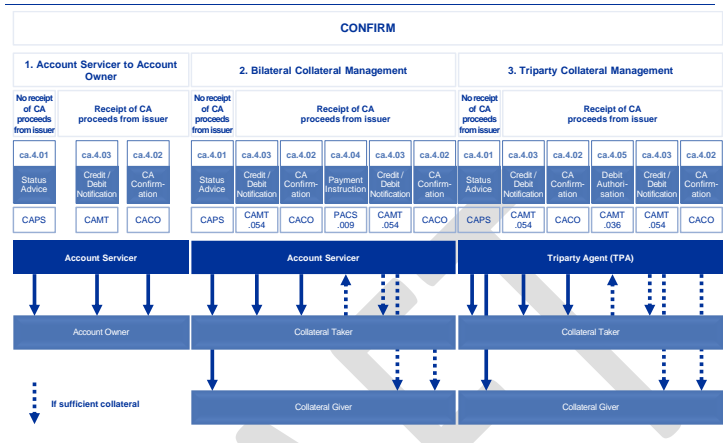 CONFIRM
1. Account Servicer to Account
Owner
2. Bilateral Collateral Management
3. Triparty Collateral Management
No receipt
of CA
proceeds
from issuer
Receipt of CA
proceeds from issuer
No receipt
of CA
proceeds
from issuer
Receipt of CA
proceeds from issuer
No receipt
of CA
proceeds
from issuer
Receipt of CA
proceeds from issuer
ca.4.01
ca.4.03
ca.4.02
ca.4.01
ca.4.03
ca.4.02
ca.4.04
ca.4.03
ca.4.02
ca.4.01
ca.4.03
ca.4.02
ca.4.05
ca.4.03
ca.4.02
Status
Advice
Credit /
Debit
Notification
CA
Confirm-
ation
Status
Advice
Credit /
Debit
Notification
CA
Confirm-
ation
Payment
Instruction
Credit /
Debit
Notification
CA
Confirm-
ation
Status
Advice
Credit /
Debit
Notification
CA
Confirm-
ation
Debit
Authori-
sation
Credit /
Debit
Notification
CA
Confirm-
ation
CAPS
CAMT
CACO
CAPS
CAMT
.054
CACO
PACS
.009
CAMT
.054
CACO
CAPS
CAMT
.054
CACO
CAMT
.036
CAMT
.054
CACO
Account Servicer
Account Servicer
Triparty Agent (TPA)
Account Owner
Collateral Taker
Collateral Taker
If sufficient collateral
Collateral Giver
Collateral Giver